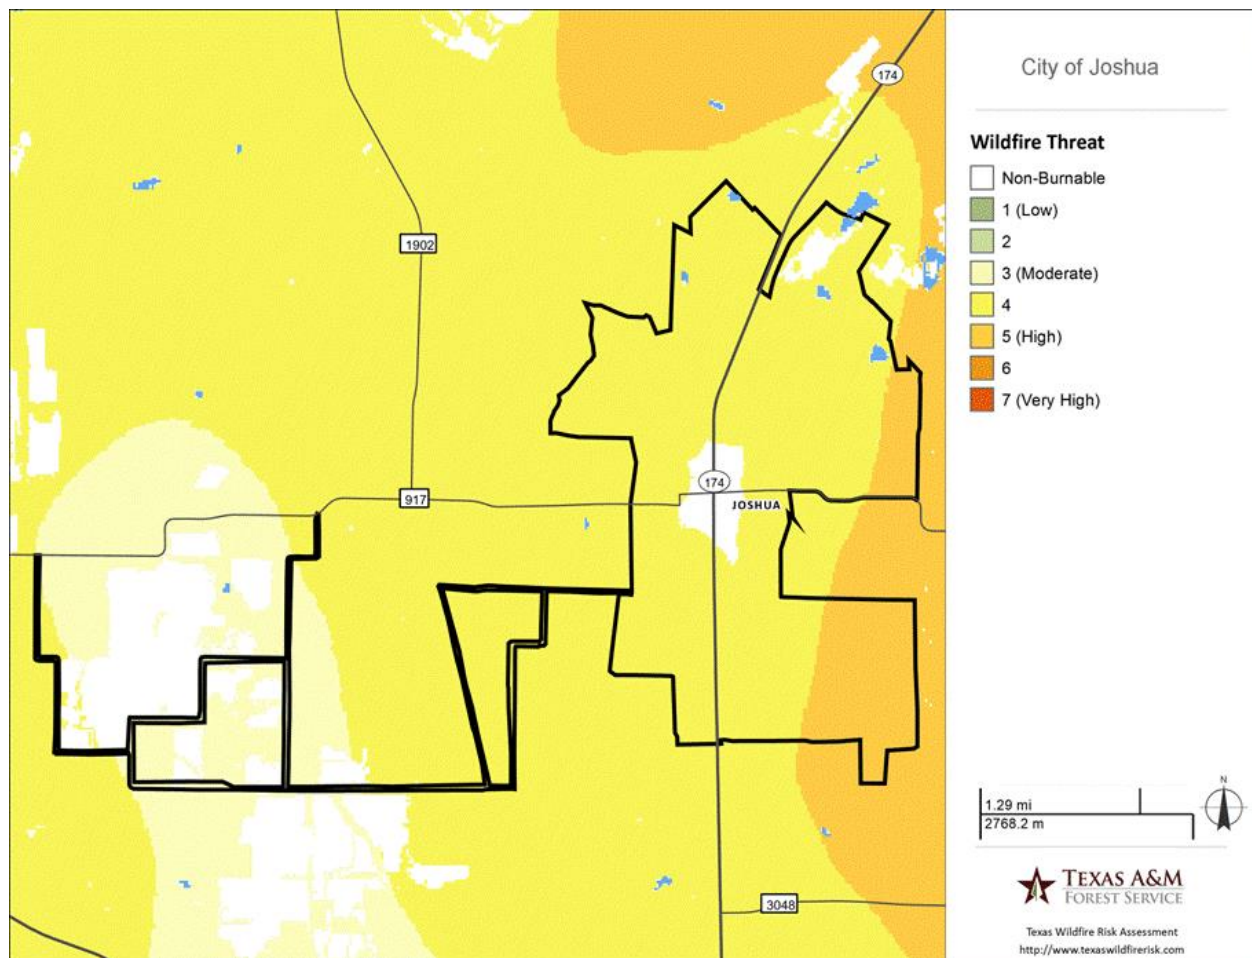 174
City of Joshua
Wildfire Threat
Non-Burnable
1 (Low)
2
3 (Moderate)
4
5 (High)
6
7 (Very High)
1902
917
174
JOSHUA
N
1.29 mi
2768.2 m
3048
TEXAS A&M
FOREST SERVICE
Texas Wildfire Risk Assessment
http://www.texaswildfirerisk.com